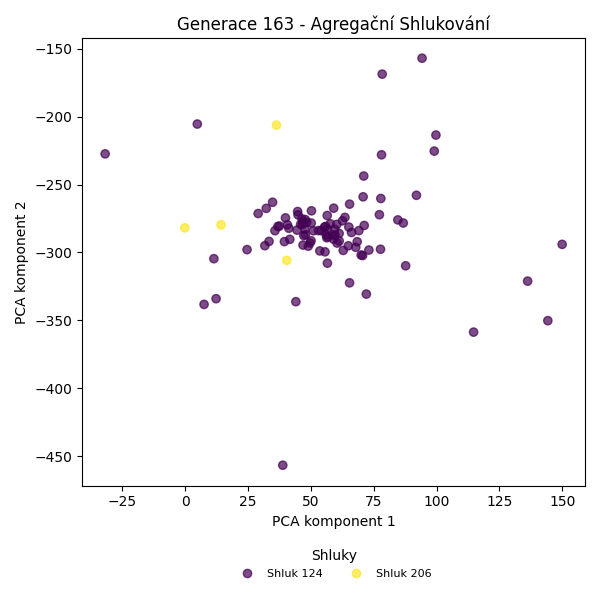 Generace 163 - Agregační Shlukování
PCA komponent 2
−150
−200
−250
−300
−350
−400
−450
−25
0
25
50
75
100
125
150
PCA komponent 1
Shluky
Shluk 124
Shluk 206